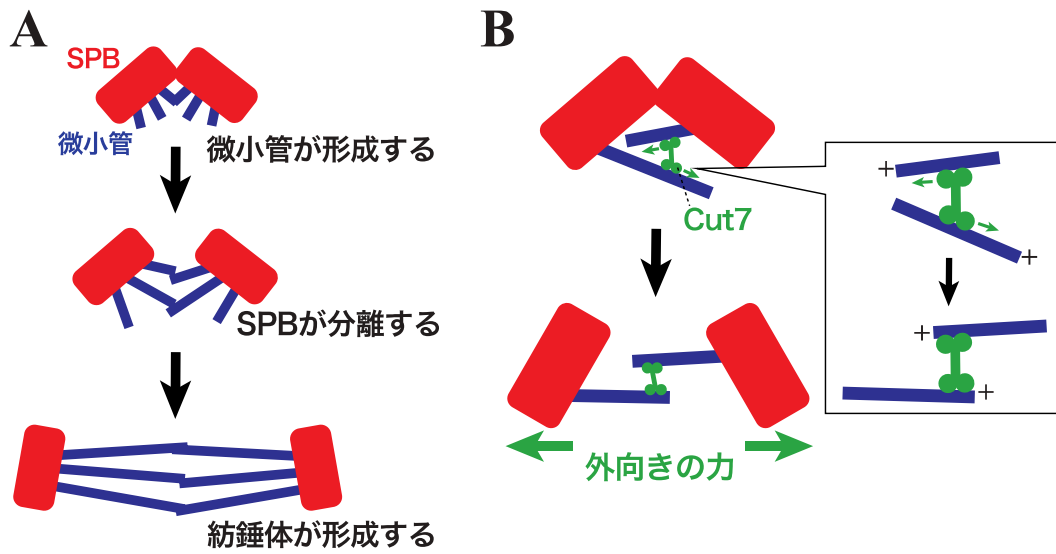 A
SPB
微小管
微小管が形成する
SPBが分離する
紡錘体が形成する
B
Cut7
+
+
+
+
外向きの力